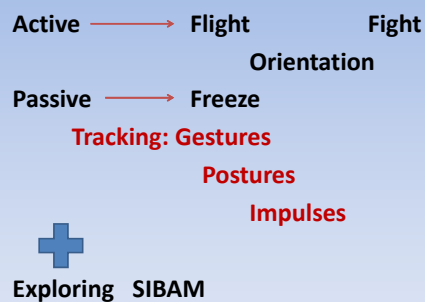 Active Flight Fight
Orientation
Passive Freeze
Tracking: Gestures
Postures
Impulses
Exploring SIBAM